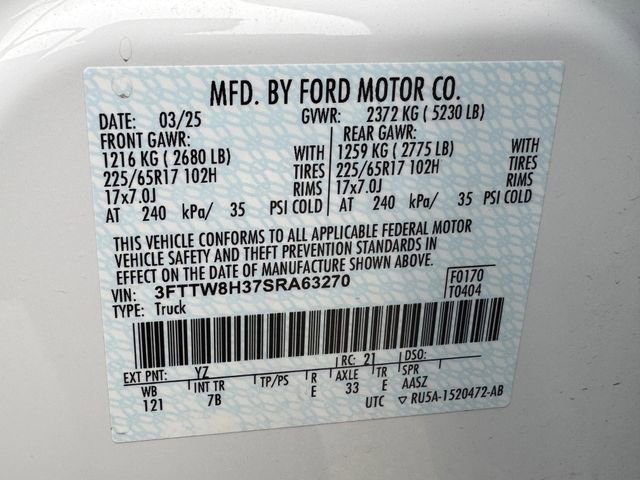 MFD. BY FORD MOTOR CO.
DATE: 03/25 GVWR: 2372 KG ( 5230 LB)
FRONT GAWR: REAR GAWR:
1216 KG ( 2680 LB) WITH 1259 KG ( 2775 LB) WITH
225/65R17 102H TIRES 225/65R17 102H TIRES
17x7.0J RIMS 17x7.0J RIMS
AT 240 kPa/ 35 PSI COLD AT 240 kPa/ 35 PSI COLD
THIS VEHICLE CONFORMS TO ALL APPLICABLE FEDERAL MOTOR
VEHICLE SAFETY AND THEFT PREVENTION STANDARDS IN
EFFECT ON THE DATE OF MANUFACTURE SHOWN ABOVE.
VIN: 3FTTW8H37SRA63270 F0170
TYPE: Truck T0404
EXT PNT: YZ RC: 21 DSO:
WB INT TR TP/PS R AXLE TR SPR
121 7B E 33 E AASZ
UTC ▽ RU5A-1520472-AB